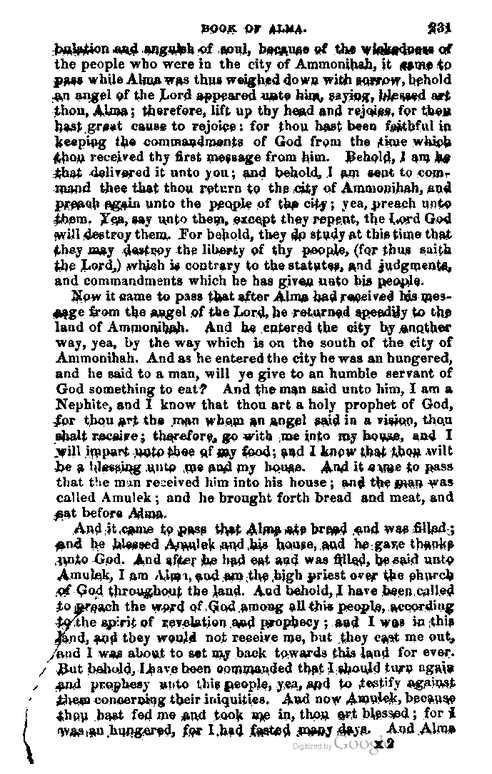 BOOK OF ALMA. 231
bulation and anguish of soul, because of the wickedness of
the people who were in the city of Ammonihah, it came to
pass while Alma was thus weighed down with sorrow, behold
an angel of the Lord appeared unto him, saying, blessed art
thou, Alma; therefore, lift up thy head and rejoice, for thou
hast great cause to rejoice: for thou hast been faithful in
keeping the commandments of God from the time which
thou received thy first message from him. Behold, I am he
that delivered it unto you; and behold, I am sent to com-
mand thee that thou return to the city of Ammonihah, and
preach again unto the people of the city; yea, preach unto
them. Yea, say unto them, except they repent, the Lord God
will destroy them. For behold, they do study at this time that
they may destroy the liberty of thy people, (for thus saith
the Lord,) which is contrary to the statutes, and judgments,
and commandments which he has given unto his people.
Now it came to pass that after Alma had received his mes-
sage from the angel of the Lord, he returned speedily to the
land of Ammonihah. And he entered the city by another
way, yea, by the way which is on the south of the city of
Ammonihah. And as he entered the city he was an hungered,
and he said to a man, will ye give to an humble servant of
God something to eat? And the man said unto him, I am a
Nephite, and I know that thou art a holy prophet of God,
for thou art the man whom an angel said in a vision, thou
shalt receive; therefore, go with me into my house, and I
will impart unto thee of my food; and I know that thou wilt
be a blessing unto me and my house. And it came to pass
that the man received him into his house; and the man was
called Amulek; and he brought forth bread and meat, and
eat before Alma.
And it came to pass that Alma ate bread and was filled;
and he blessed Amulek and his house, and he gave thanks
unto God. And after he had eat and was filled, he said unto
Amulek, I am Alma, and am the high priest over the church
of God throughout the land. And behold, I have been called
to preach the word of God among all this people, according
to the spirit of revelation and prophecy; and I was in this
land, and they would not receive me, but they cast me out,
and I was about to set my back towards this land for ever.
But behold, I have been commanded that I should turn again
and prophesy unto this people, yea, and to testify against
them concerning their iniquities. And now Amulek, because
thou hast fed me and took me in, thou art blessed; for I
was an hungered, for I had fasted many days. And Alma
Digitized by Google X 2